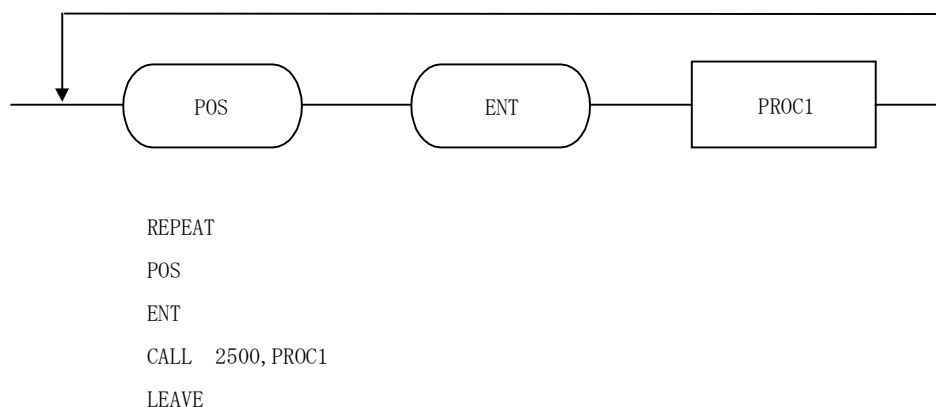 POS ENT PROC1
REPEAT
POS
ENT
CALL 2500,PROC1
LEAVE